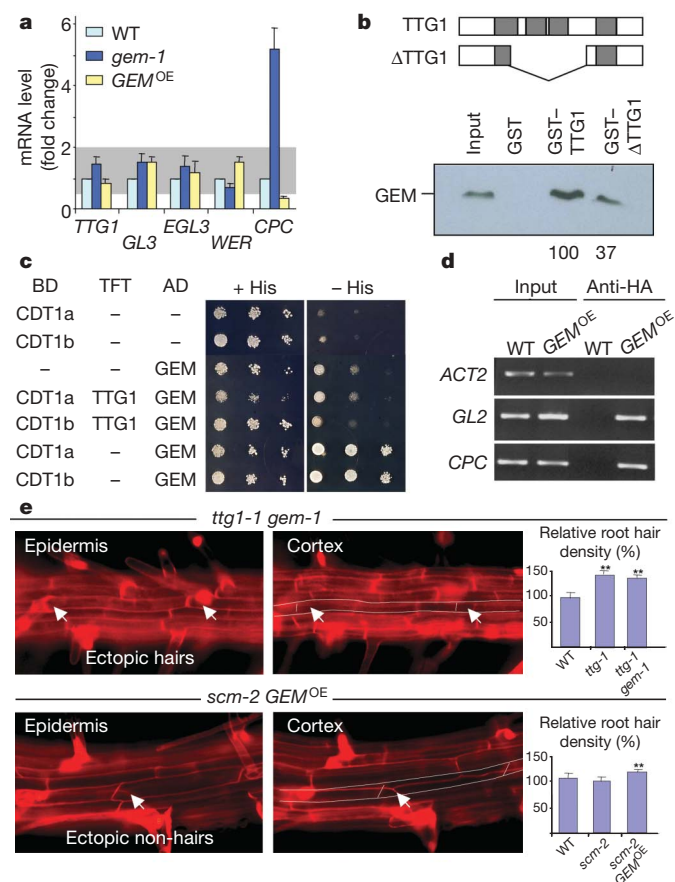 a
mRNA level
(fold change)
6
4
2
0
WT
gem-1
GEM^OE
TTG1
GL3
EGL3
WER
CPC
b
TTG1
ΔTTG1
Input
GST
GST–
TTG1
GST–
ΔTTG1
GEM
100 37
c
BD TFT AD + His – His
CDT1a – –
CDT1b – –
– – GEM
CDT1a TTG1 GEM
CDT1b TTG1 GEM
CDT1a – GEM
CDT1b – GEM
d
Input Anti-HA
WT GEM^OE WT GEM^OE
ACT2
GL2
CPC
e
ttg1-1 gem-1
Epidermis
Ectopic hairs
Cortex
Relative root hair
density (%)
150
100
50
** **
WT
ttg-1
ttg-1
gem-1
scm-2 GEM^OE
Epidermis
Ectopic non-hairs
Cortex
Relative root hair
density (%)
150
100
50
**
WT
scm-2
scm-2
GEM^OE